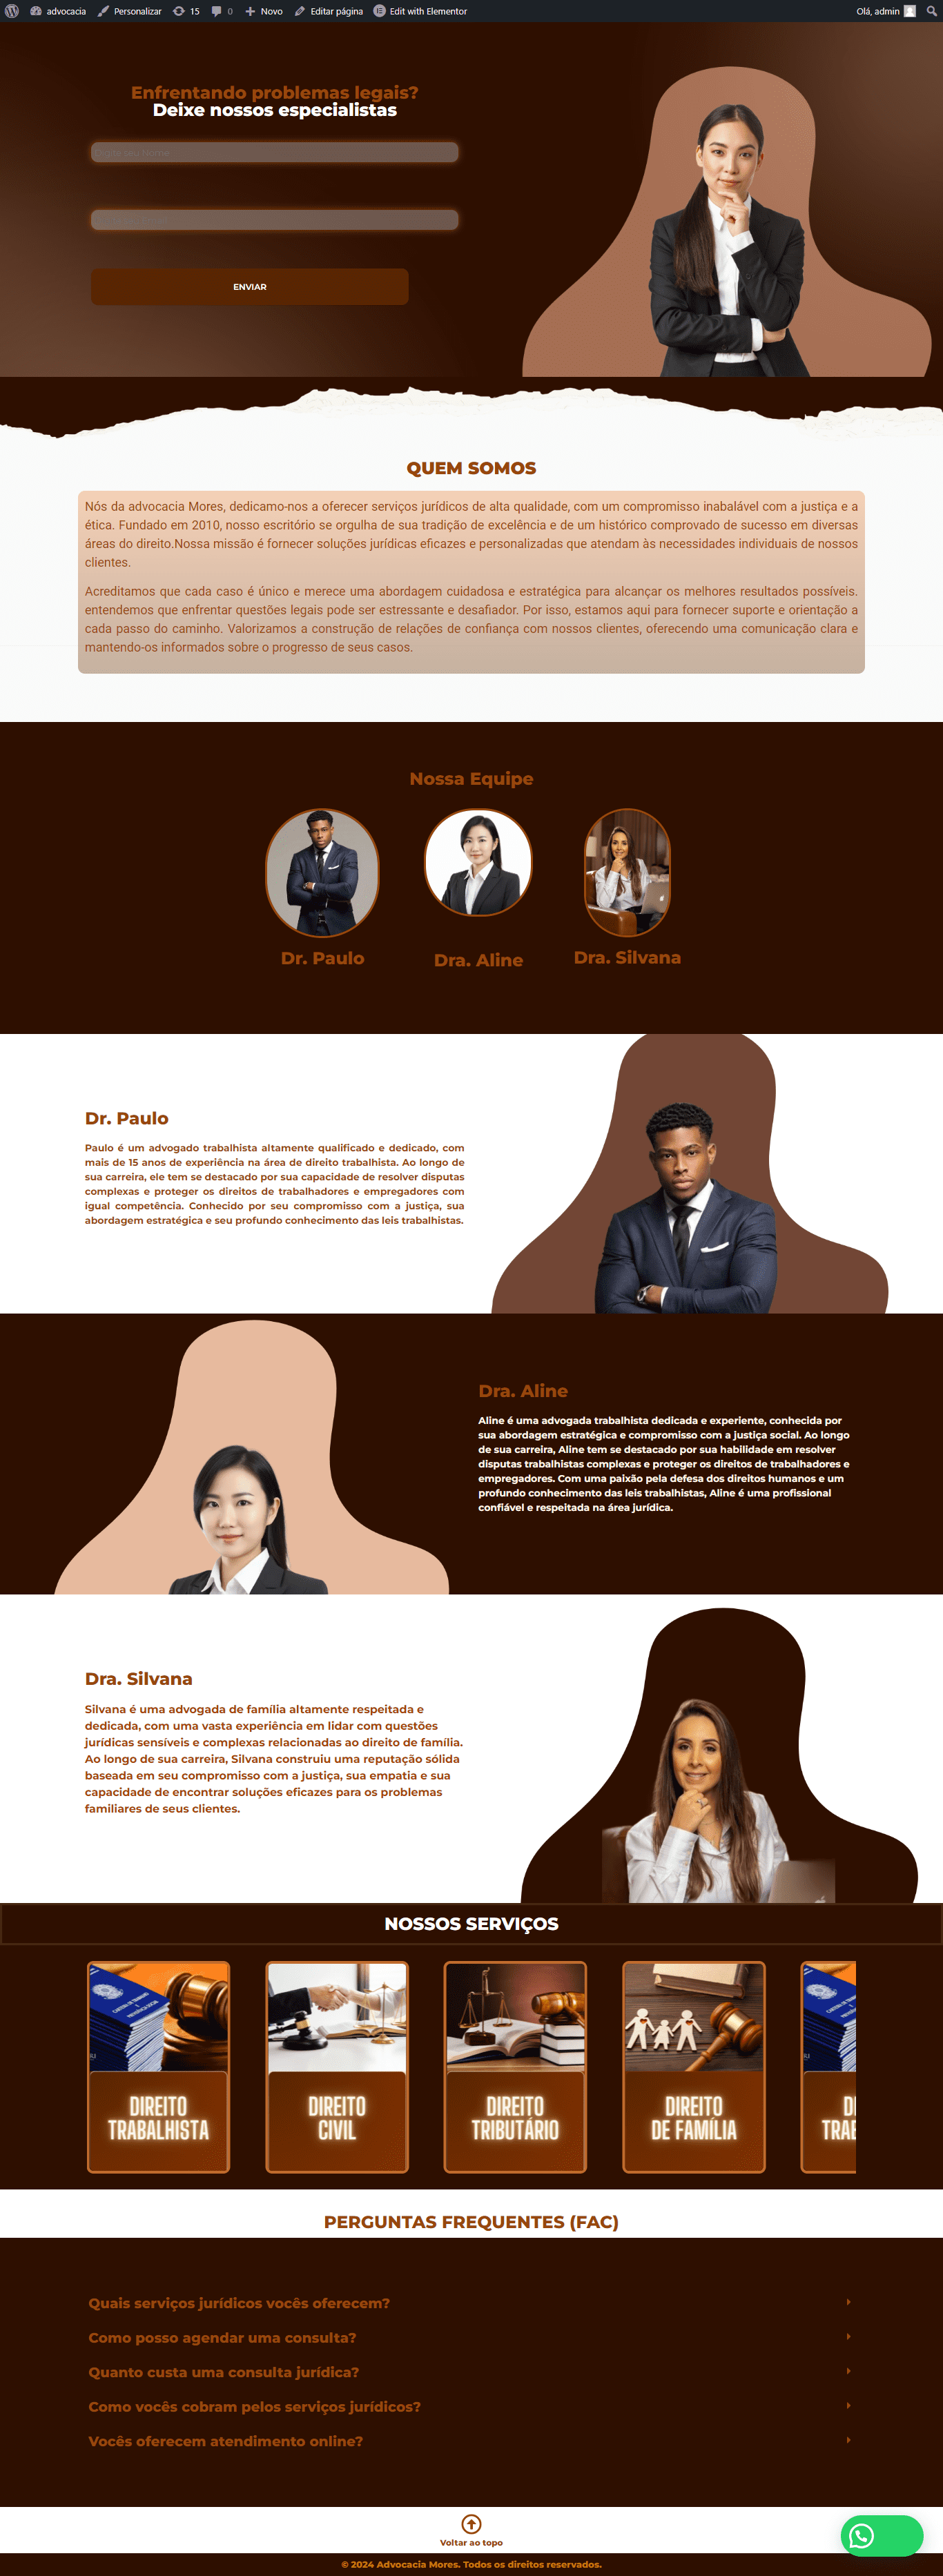 advocacia Personalizar 15 0 Novo Editar página Edit with Elementor Olá, admin
Enfrentando problemas legais?
Deixe nossos especialistas
Digite seu Nome
ENVIAR
QUEM SOMOS
Nós da advocacia Mores, dedicamo-nos a oferecer serviços jurídicos de alta qualidade, com um compromisso inabalável com a justiça e a
ética. Fundado em 2010, nosso escritório se orgulha de sua tradição de excelência e de um histórico comprovado de sucesso em diversas
áreas do direito.Nossa missão é fornecer soluções jurídicas eficazes e personalizadas que atendam às necessidades individuais de nossos
clientes.
Acreditamos que cada caso é único e merece uma abordagem cuidadosa e estratégica para alcançar os melhores resultados possíveis.
entendemos que enfrentar questões legais pode ser estressante e desafiador. Por isso, estamos aqui para fornecer suporte e orientação a
cada passo do caminho. Valorizamos a construção de relações de confiança com nossos clientes, oferecendo uma comunicação clara e
mantendo-os informados sobre o progresso de seus casos.
Nossa Equipe
Dr. Paulo
Dra. Aline
Dra. Silvana
Dr. Paulo
Paulo é um advogado trabalhista altamente qualificado e dedicado, com
mais de 15 anos de experiência na área de direito trabalhista. Ao longo de
sua carreira, ele tem se destacado por sua capacidade de resolver disputas
complexas e proteger os direitos de trabalhadores e empregadores com
igual competência. Conhecido por seu compromisso com a justiça, sua
abordagem estratégica e seu profundo conhecimento das leis trabalhistas.
Dra. Aline
Aline é uma advogada trabalhista dedicada e experiente, conhecida por
sua abordagem estratégica e compromisso com a justiça social. Ao longo
de sua carreira, Aline tem se destacado por sua habilidade em resolver
disputas trabalhistas complexas e proteger os direitos de trabalhadores e
empregadores. Com uma paixão pela defesa dos direitos humanos e um
profundo conhecimento das leis trabalhistas, Aline é uma profissional
confiável e respeitada na área jurídica.
Dra. Silvana
Silvana é uma advogada de família altamente respeitada e
dedicada, com uma vasta experiência em lidar com questões
jurídicas sensíveis e complexas relacionadas ao direito de família.
Ao longo de sua carreira, Silvana construiu uma reputação sólida
baseada em seu compromisso com a justiça, sua empatia e sua
capacidade de encontrar soluções eficazes para os problemas
familiares de seus clientes.
NOSSOS SERVIÇOS
DIREITO
TRABALHISTA
DIREITO
CIVIL
DIREITO
TRIBUTÁRIO
DIREITO
DE FAMÍLIA
PERGUNTAS FREQUENTES (FAC)
Quais serviços jurídicos vocês oferecem?
Como posso agendar uma consulta?
Quanto custa uma consulta jurídica?
Como vocês cobram pelos serviços jurídicos?
Vocês oferecem atendimento online?
Voltar ao topo
© 2024 Advocacia Mores. Todos os direitos reservados.